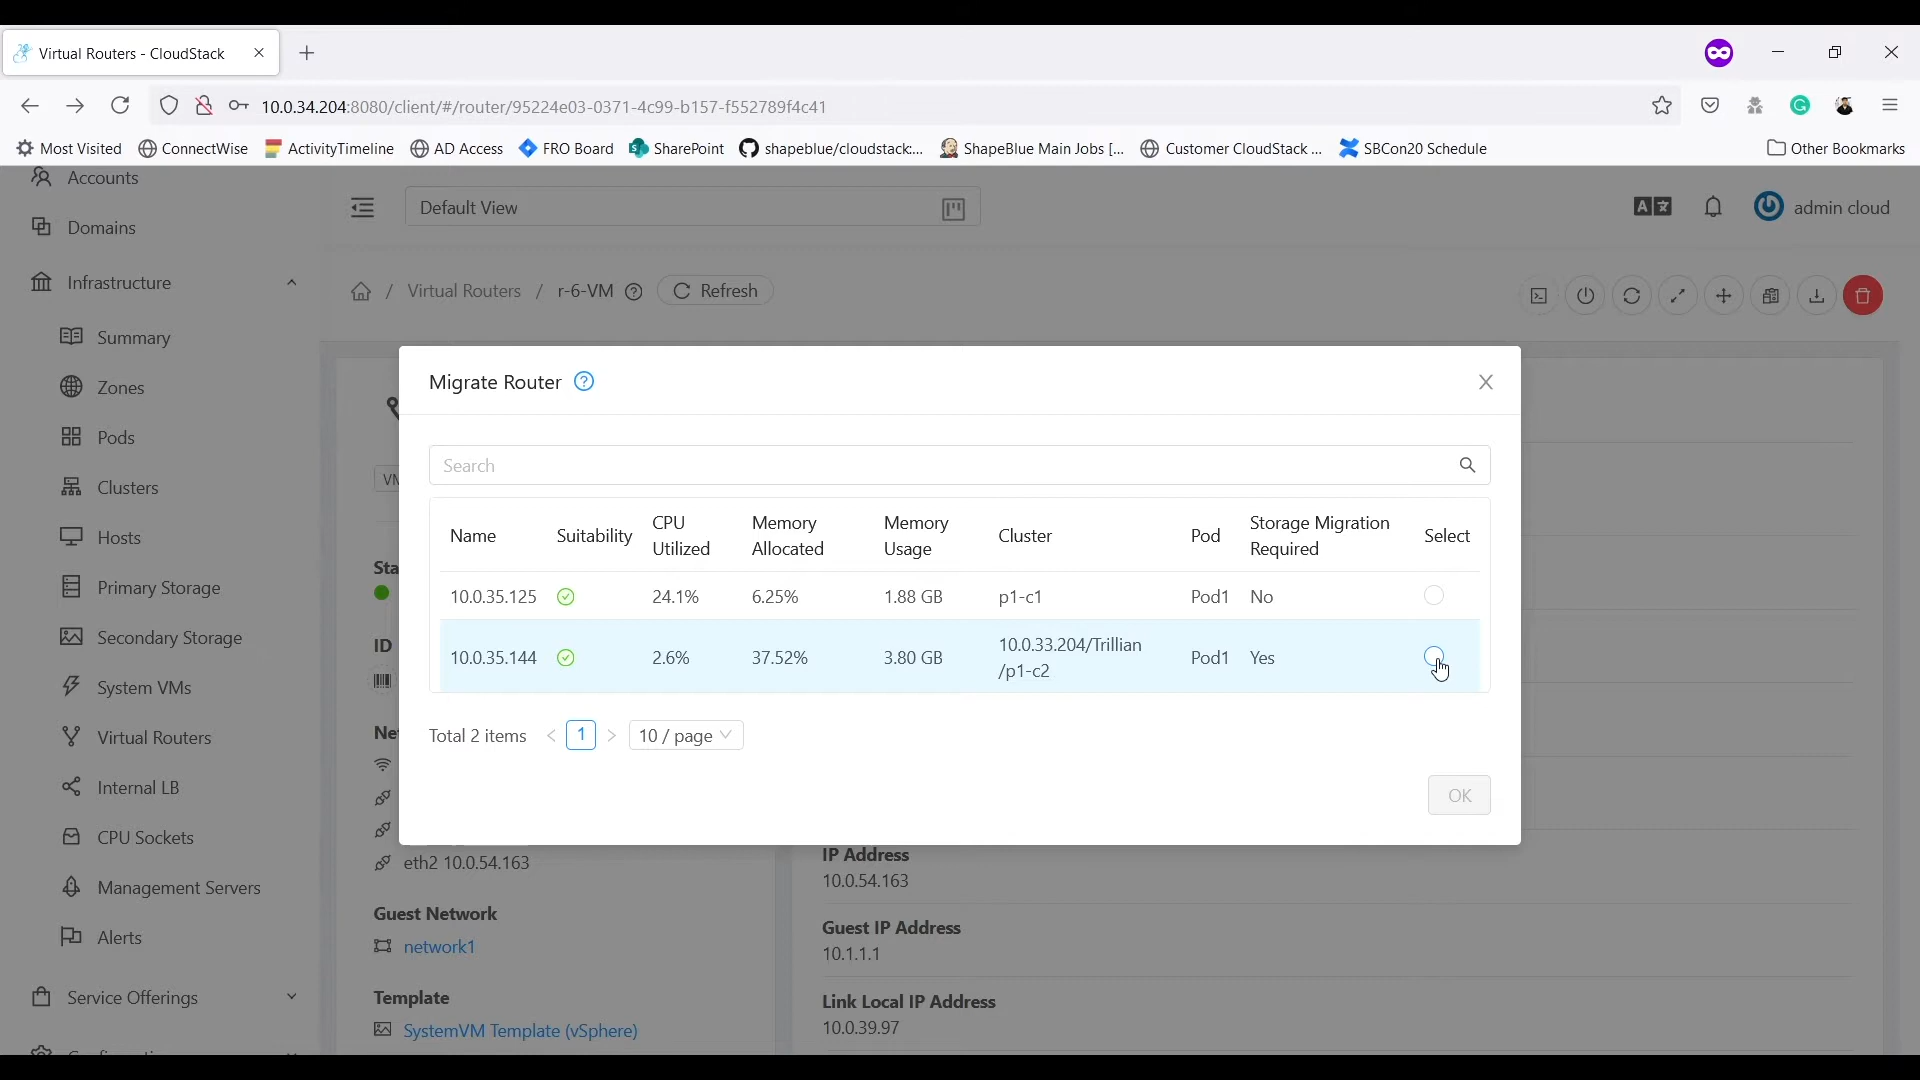 Virtual Routers - CloudStack
10.0.34.204:8080/client/#/router/95224e03-0371-4c99-b157-f552789f4c41
Most Visited ConnectWise ActivityTimeline AD Access FRO Board SharePoint shapeblue/cloudstack:... ShapeBlue Main Jobs [... Customer CloudStack ... SBCon20 Schedule Other Bookmarks
Accounts
Default View
admin cloud
Domains
Infrastructure
/ Virtual Routers / r-6-VM Refresh
Summary
Zones
Pods
Clusters
Hosts
Primary Storage
Secondary Storage
System VMs
Virtual Routers
Internal LB
CPU Sockets
Management Servers
Alerts
Service Offerings
Migrate Router
Search
Name Suitability CPU Utilized Memory Allocated Memory Usage Cluster Pod Storage Migration Required Select
10.0.35.125 24.1% 6.25% 1.88 GB p1-c1 Pod1 No
10.0.35.144 2.6% 37.52% 3.80 GB 10.0.33.204/Trillian/p1-c2 Pod1 Yes
Total 2 items < 1 > 10 / page
OK
VM
Sta
ID
Ne
eth2 10.0.54.163
Guest Network
network1
Template
SystemVM Template (vSphere)
IP Address
10.0.54.163
Guest IP Address
10.1.1.1
Link Local IP Address
10.0.39.97